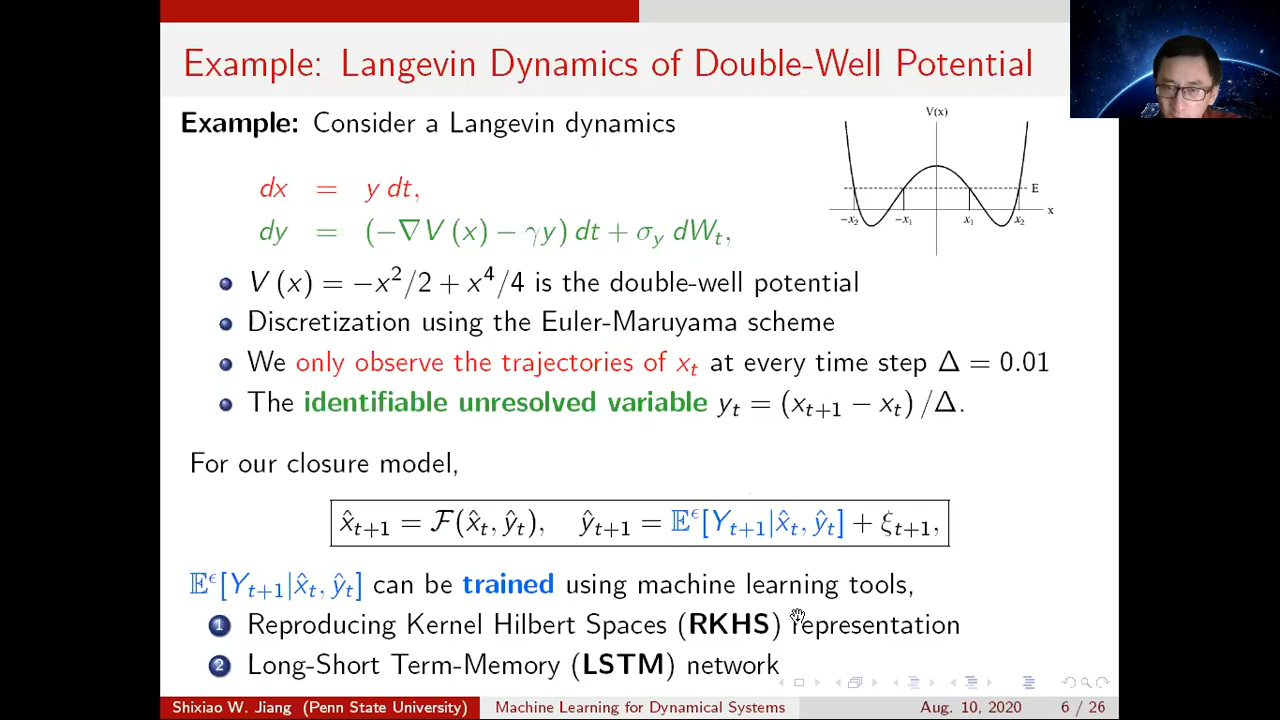 Example: Langevin Dynamics of Double-Well Potential
Example: Consider a Langevin dynamics
V(x)
E
−x₂ −x₁ x₁ x₂ x
dx = y dt,
dy = (−∇V (x) − γy) dt + σ_y dW_t,
V (x) = −x²/2 + x⁴/4 is the double-well potential
Discretization using the Euler-Maruyama scheme
We only observe the trajectories of x_t at every time step Δ = 0.01
The identifiable unresolved variable y_t = (x_{t+1} − x_t) /Δ.
For our closure model,
x̂_{t+1} = ℱ(x̂_t, ŷ_t), ŷ_{t+1} = 𝔼^ϵ[Y_{t+1}|x̂_t, ŷ_t] + ξ_{t+1},
𝔼^ϵ[Y_{t+1}|x̂_t, ŷ_t] can be trained using machine learning tools,
1 Reproducing Kernel Hilbert Spaces (RKHS) representation
2 Long-Short Term-Memory (LSTM) network
Shixiao W. Jiang (Penn State University) Machine Learning for Dynamical Systems Aug. 10, 2020 6 / 26